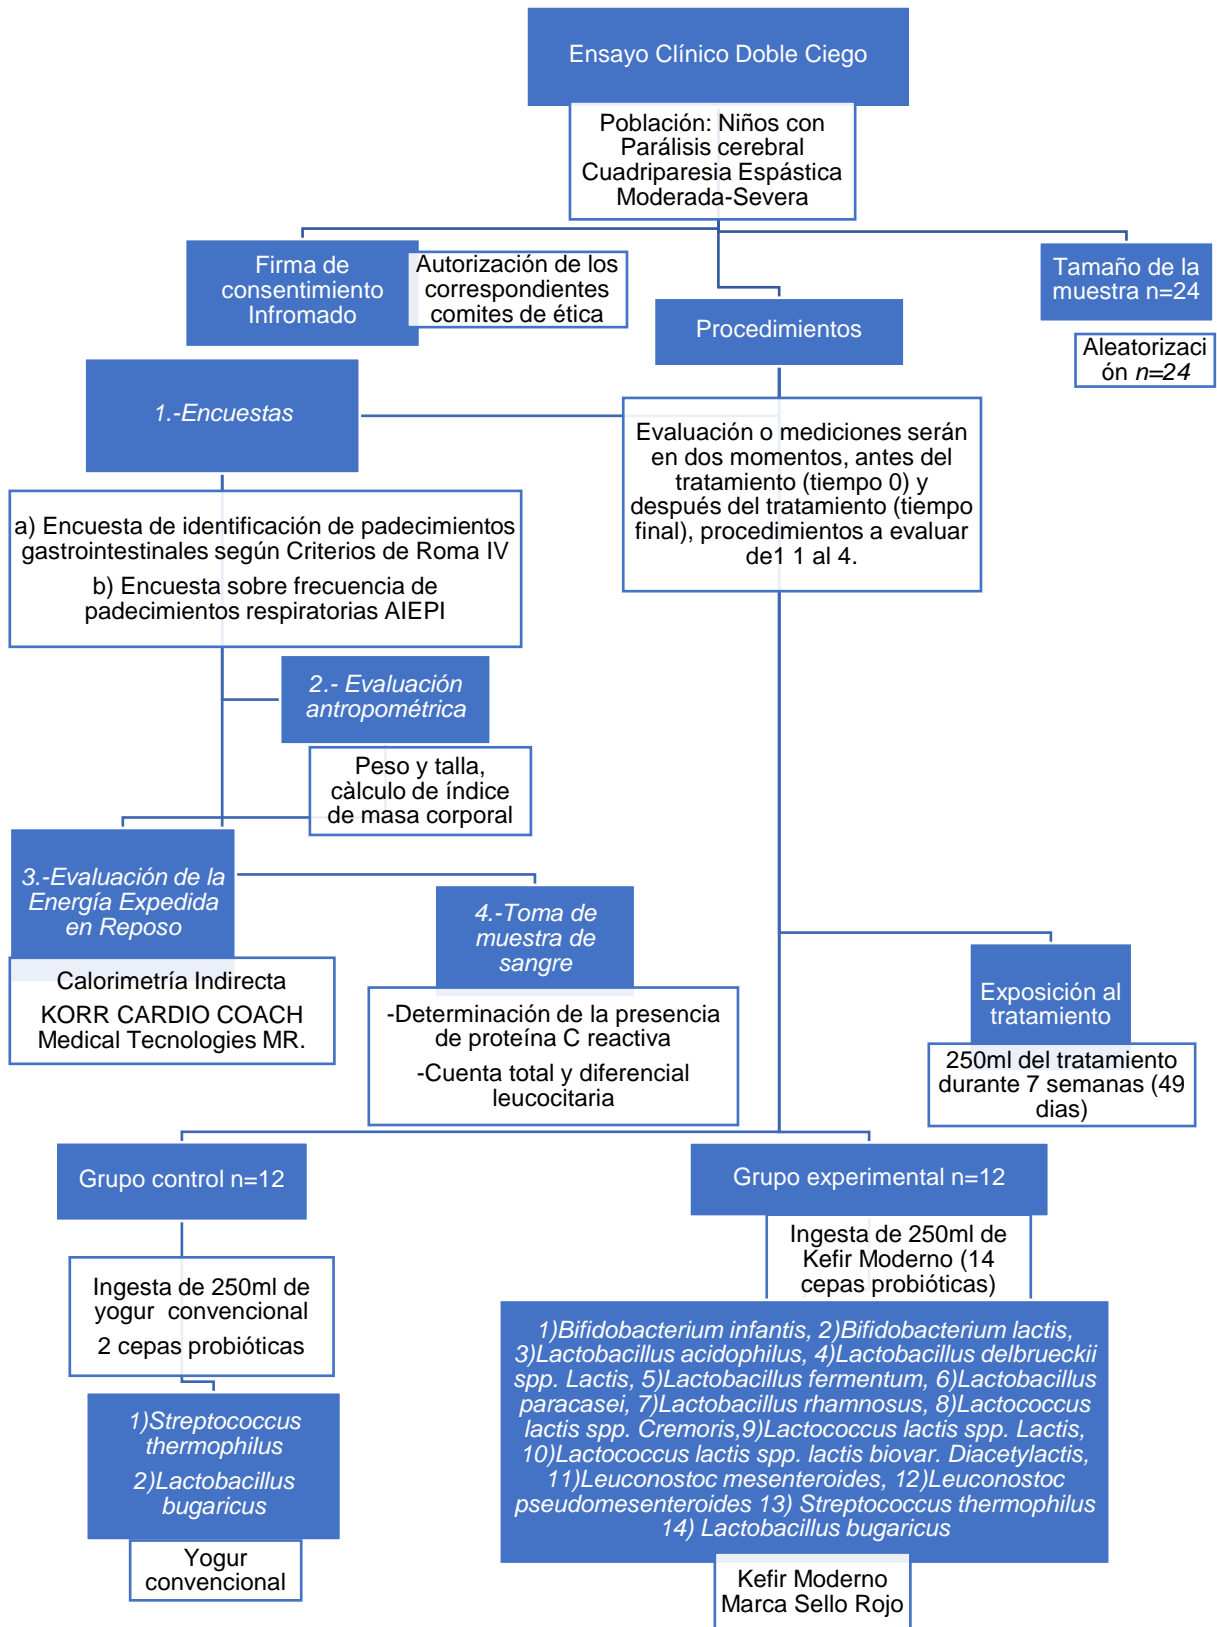 Ensayo Clínico Doble Ciego
Población: Niños con
Parálisis cerebral
Cuadriparesia Espástica
Moderada-Severa
Firma de
consentimiento
Infromado
Autorización de los
correspondientes
comites de ética
Procedimientos
Tamaño de la
muestra n=24
Aleatorizaci
ón n=24
1.-Encuestas
Evaluación o mediciones serán
en dos momentos, antes del
tratamiento (tiempo 0) y
después del tratamiento (tiempo
final), procedimientos a evaluar
de1 1 al 4.
a) Encuesta de identificación de padecimientos
gastrointestinales según Criterios de Roma IV
b) Encuesta sobre frecuencia de
padecimientos respiratorias AIEPI
2.- Evaluación
antropométrica
Peso y talla,
càlculo de índice
de masa corporal
3.-Evaluación de la
Energía Expedida
en Reposo
Calorimetría Indirecta
KORR CARDIO COACH
Medical Tecnologies MR.
4.-Toma de
muestra de
sangre
-Determinación de la presencia
de proteína C reactiva
-Cuenta total y diferencial
leucocitaria
Exposición al
tratamiento
250ml del tratamiento
durante 7 semanas (49
dias)
Grupo control n=12
Ingesta de 250ml de
yogur  convencional
2 cepas probióticas
1)Streptococcus
thermophilus
2)Lactobacillus
bugaricus
Yogur
convencional
Grupo experimental n=12
Ingesta de 250ml de
Kefir Moderno (14
cepas probióticas)
1)Bifidobacterium infantis, 2)Bifidobacterium lactis,
3)Lactobacillus acidophilus, 4)Lactobacillus delbrueckii
spp. Lactis, 5)Lactobacillus fermentum, 6)Lactobacillus
paracasei, 7)Lactobacillus rhamnosus, 8)Lactococcus
lactis spp. Cremoris,9)Lactococcus lactis spp. Lactis,
10)Lactococcus lactis spp. lactis biovar. Diacetylactis,
11)Leuconostoc mesenteroides, 12)Leuconostoc
pseudomesenteroides 13) Streptococcus thermophilus
14) Lactobacillus bugaricus
Kefir Moderno
Marca Sello Rojo